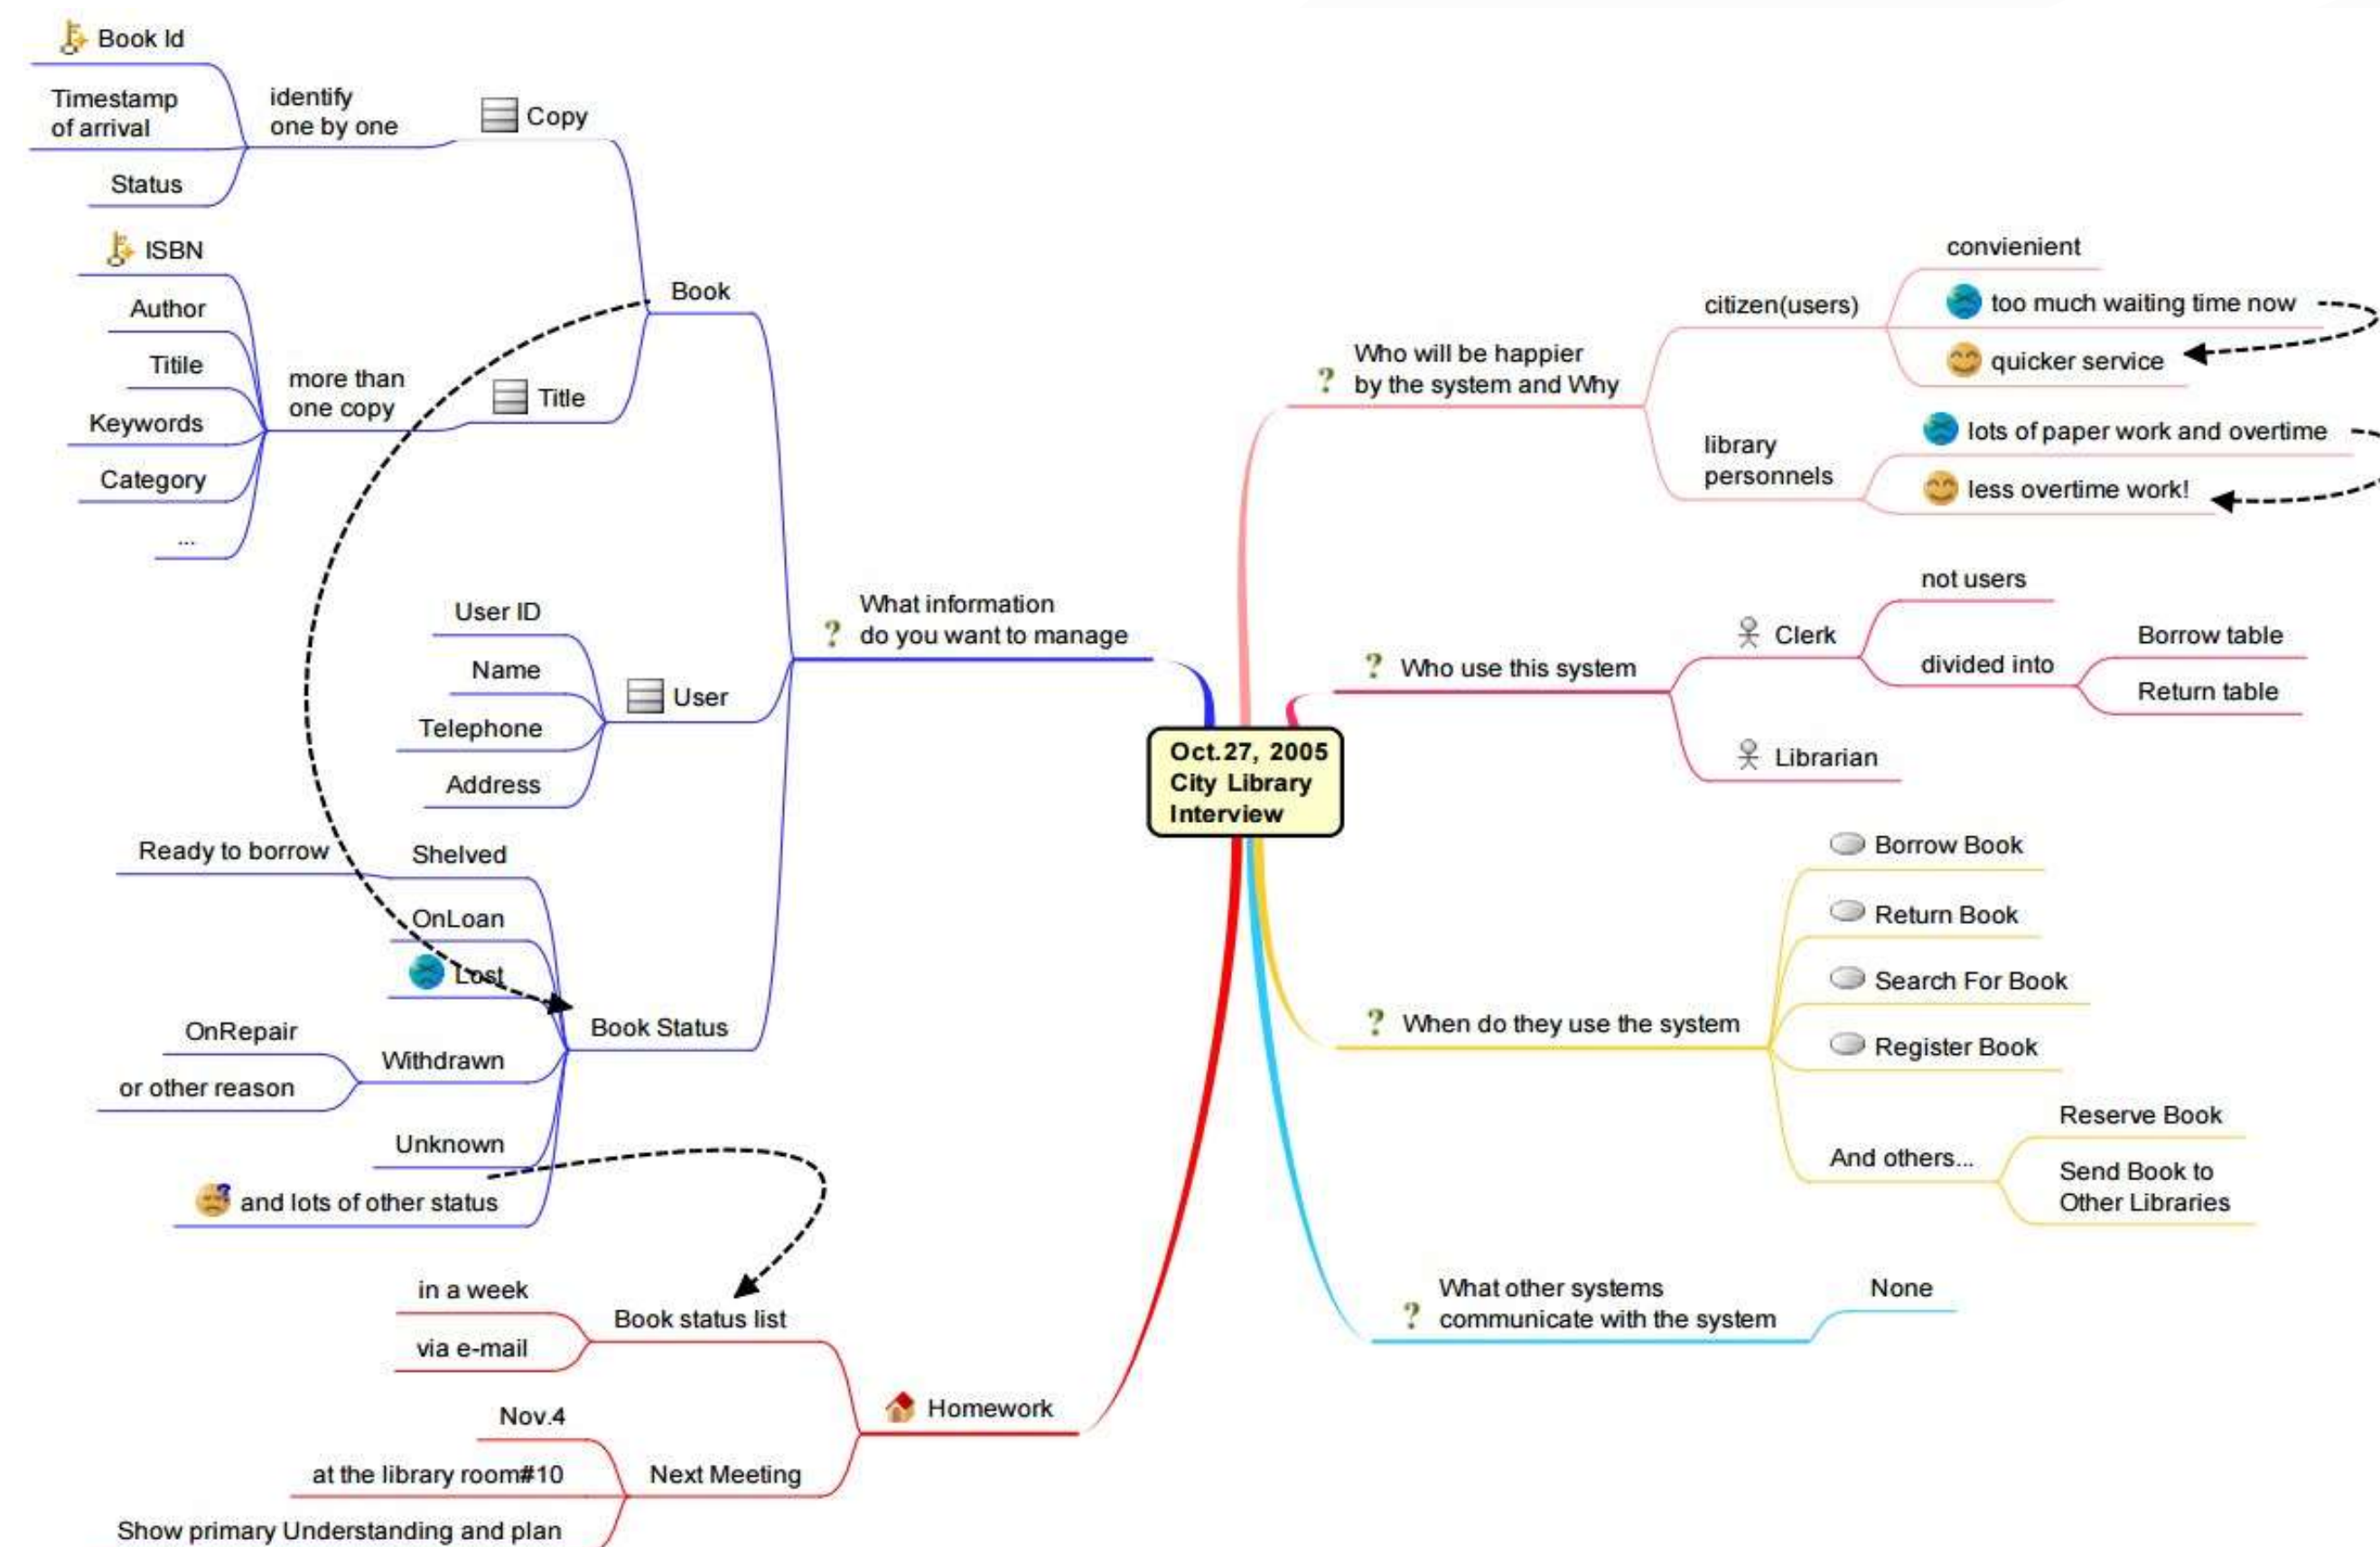 Book Id
Timestamp
of arrival
Status
identify
one by one
Copy
ISBN
Author
Titile
Keywords
Category
...
more than
one copy
Title
Book
User ID
Name
Telephone
Address
User
Ready to borrow
Shelved
OnLoan
Lost
OnRepair
or other reason
Withdrawn
Unknown
and lots of other status
Book Status
? What information
do you want to manage
in a week
via e-mail
Book status list
Nov.4
at the library room#10
Show primary Understanding and plan
Next Meeting
Homework
Oct.27, 2005
City Library
Interview
? Who will be happier
by the system and Why
citizen(users)
convienient
too much waiting time now
quicker service
library
personnels
lots of paper work and overtime
less overtime work!
? Who use this system
Clerk
not users
divided into
Borrow table
Return table
Librarian
? When do they use the system
Borrow Book
Return Book
Search For Book
Register Book
And others...
Reserve Book
Send Book to
Other Libraries
? What other systems
communicate with the system
None